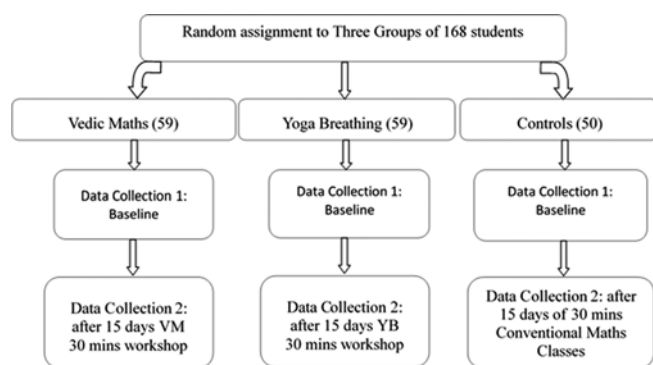 Random assignment to Three Groups of 168 students
Vedic Maths (59)
Yoga Breathing (59)
Controls (50)
Data Collection 1:
Baseline
Data Collection 1:
Baseline
Data Collection 1:
Baseline
Data Collection 2:
after 15 days VM
30 mins workshop
Data Collection 2:
after 15 days YB
30 mins workshop
Data Collection 2: after
15 days of 30 mins
Conventional Maths
Classes